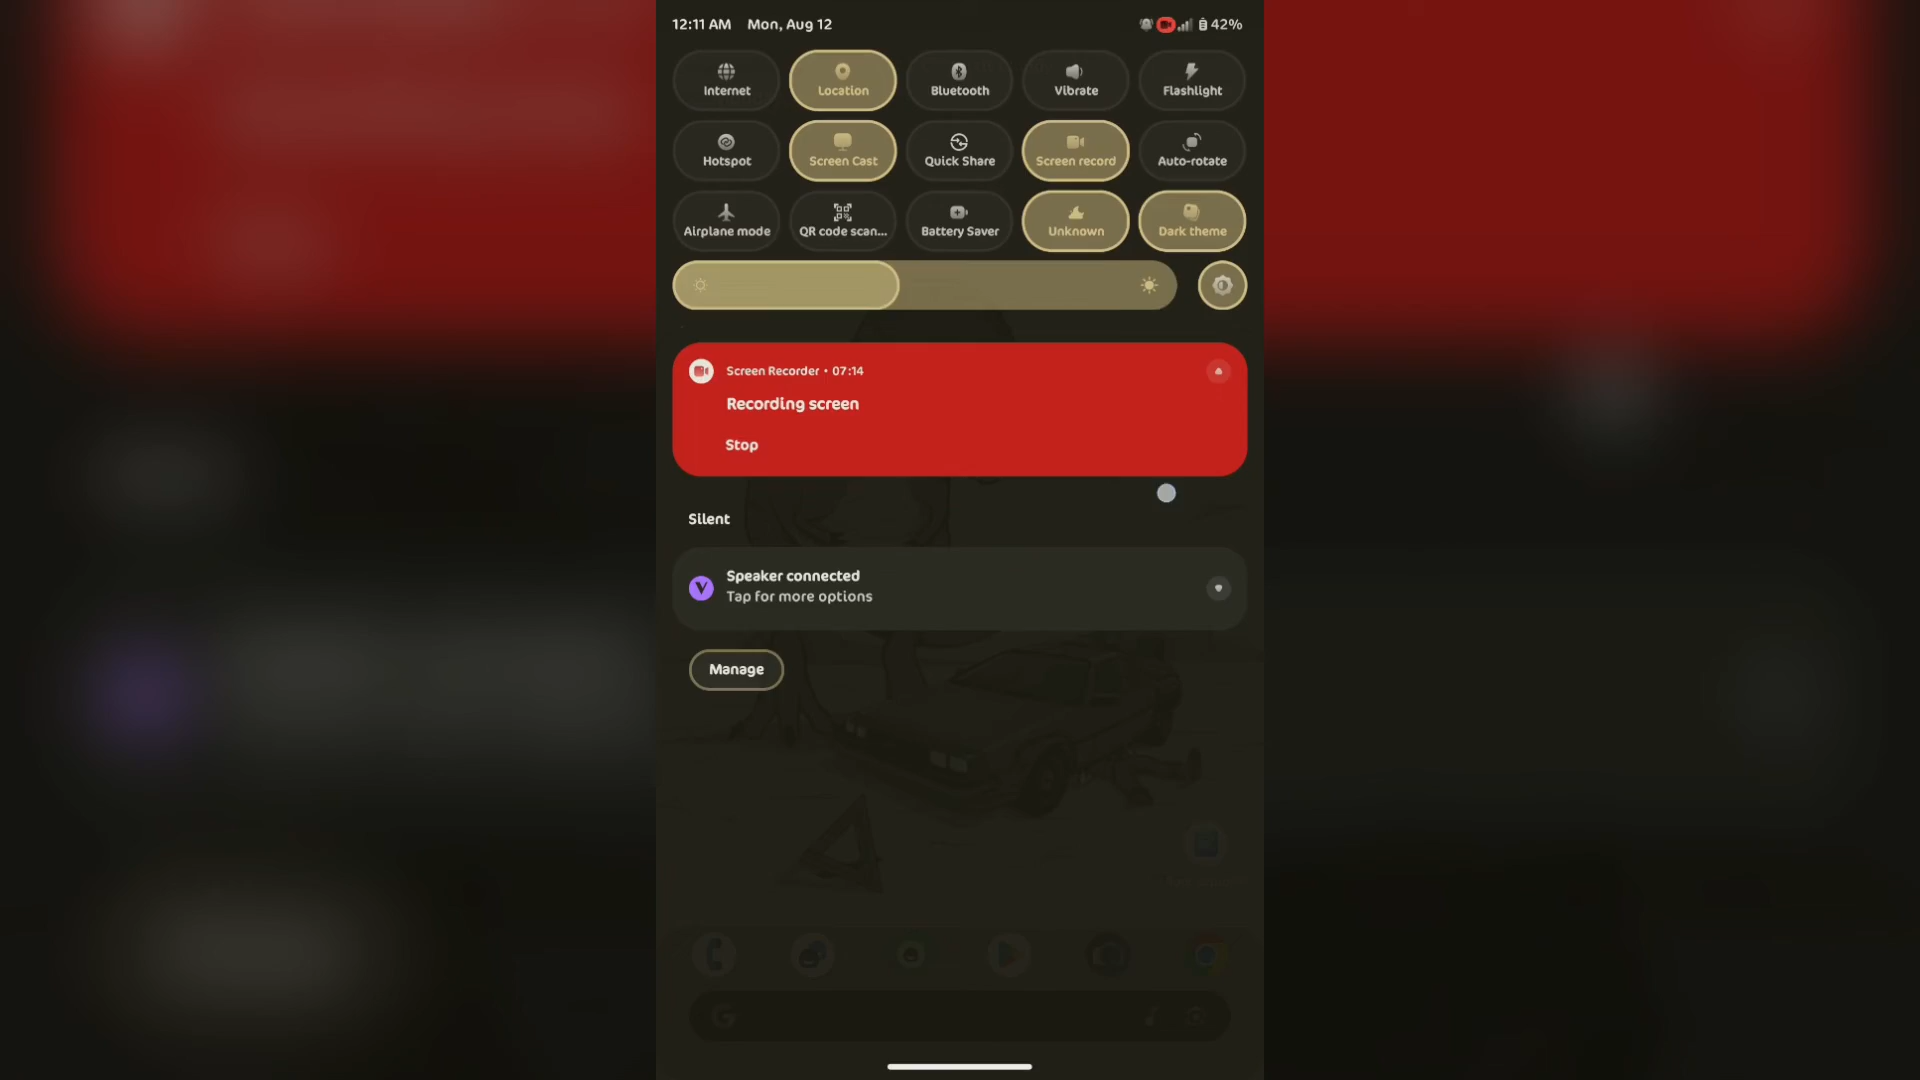 12:11 AM Mon, Aug 12 42%
Internet Location Bluetooth Vibrate Flashlight
Hotspot Screen Cast Quick Share Screen record Auto-rotate
Airplane mode QR code scan... Battery Saver Unknown Dark theme
Screen Recorder • 07:14
Recording screen
Stop
Silent
Speaker connected
Tap for more options
Manage